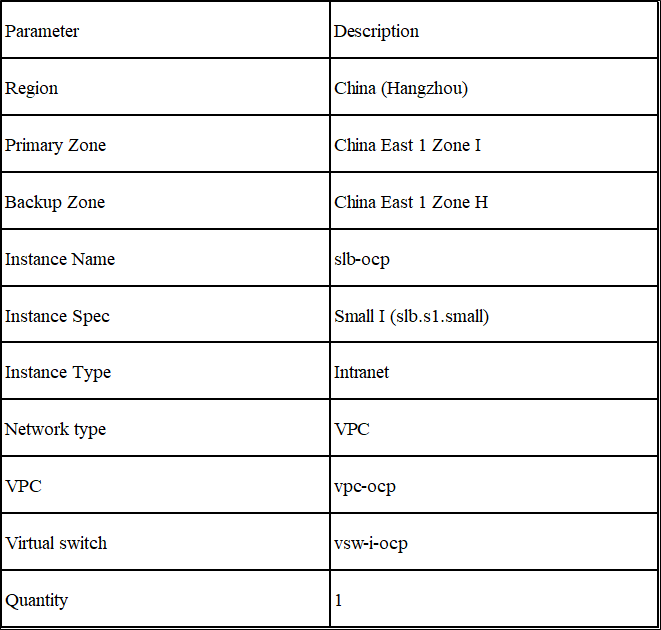 Parameter Description
Region China (Hangzhou)
Primary Zone China East 1 Zone I
Backup Zone China East 1 Zone H
Instance Name slb-ocp
Instance Spec Small I (slb.s1.small)
Instance Type Intranet
Network type VPC
VPC vpc-ocp
Virtual switch vsw-i-ocp
Quantity 1